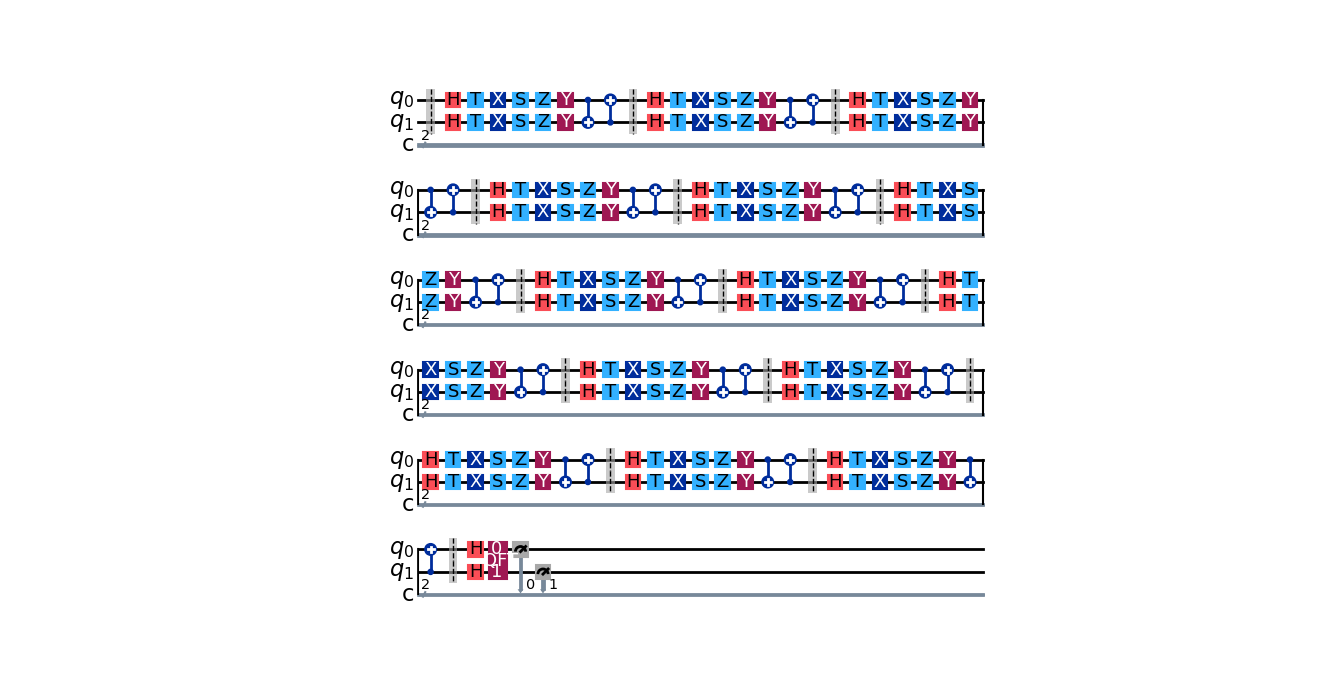 q0 H T X S Z Y H T X S Z Y H T X S Z Y
q1 H T X S Z Y H T X S Z Y H T X S Z Y
c 2
q0 H T X S Z Y H T X S Z Y H T X S
q1 H T X S Z Y H T X S Z Y H T X S
c 2
q0 Z Y H T X S Z Y H T X S Z Y H T
q1 Z Y H T X S Z Y H T X S Z Y H T
c 2
q0 X S Z Y H T X S Z Y H T X S Z Y
q1 X S Z Y H T X S Z Y H T X S Z Y
c 2
q0 H T X S Z Y H T X S Z Y H T X S Z Y
q1 H T X S Z Y H T X S Z Y H T X S Z Y
c 2
q0 H 0
q1 H 1
c 2 0 1